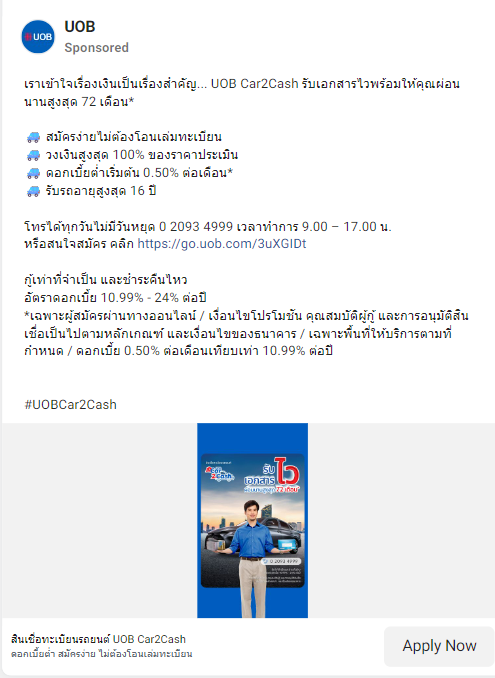 UOB
UOB
Sponsored
เราเข้าใจเรื่องเงินเป็นเรื่องสำคัญ... UOB Car2Cash รับเอกสารไวพร้อมให้คุณผ่อน
นานสูงสุด 72 เดือน*
🚙 สมัครง่ายไม่ต้องโอนเล่มทะเบียน
🚙 วงเงินสูงสุด 100% ของราคาประเมิน
🚙 ดอกเบี้ยต่ำเริ่มต้น 0.50% ต่อเดือน*
🚙 รับรถอายุสูงสุด 16 ปี
โทรได้ทุกวันไม่มีวันหยุด 0 2093 4999 เวลาทำการ 9.00 – 17.00 น.
หรือสนใจสมัคร คลิก https://go.uob.com/3uXGIDt
กู้เท่าที่จำเป็น และชำระคืนไหว
อัตราดอกเบี้ย 10.99% - 24% ต่อปี
*เฉพาะผู้สมัครผ่านทางออนไลน์ / เงื่อนไขโปรโมชั่น คุณสมบัติผู้กู้ และการอนุมัติสิน
เชื่อเป็นไปตามหลักเกณฑ์ และเงื่อนไขของธนาคาร / เฉพาะพื้นที่ให้บริการตามที่
กำหนด / ดอกเบี้ย 0.50% ต่อเดือนเทียบเท่า 10.99% ต่อปี
#UOBCar2Cash
Car2Cash
รับ
ไว
เอกสาร
72 เดือน*
0 2093 4999
สินเชื่อทะเบียนรถยนต์ UOB Car2Cash
ดอกเบี้ยต่ำ สมัครง่าย ไม่ต้องโอนเล่มทะเบียน
Apply Now